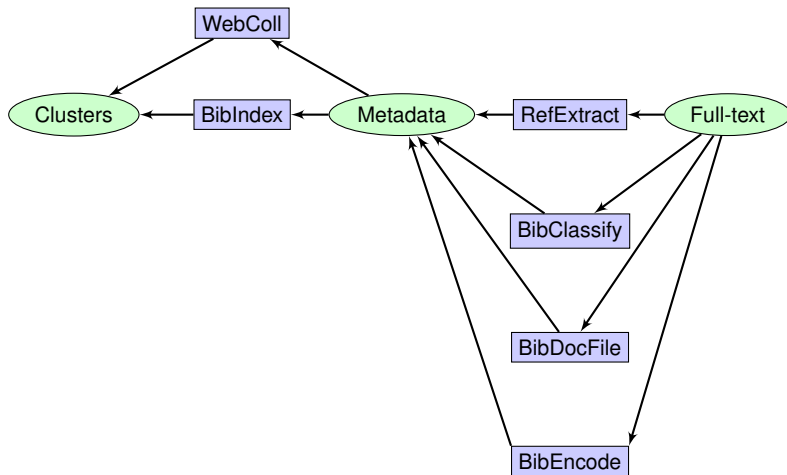 WebColl
Clusters
BibIndex
Metadata
RefExtract
Full-text
BibClassify
BibDocFile
BibEncode